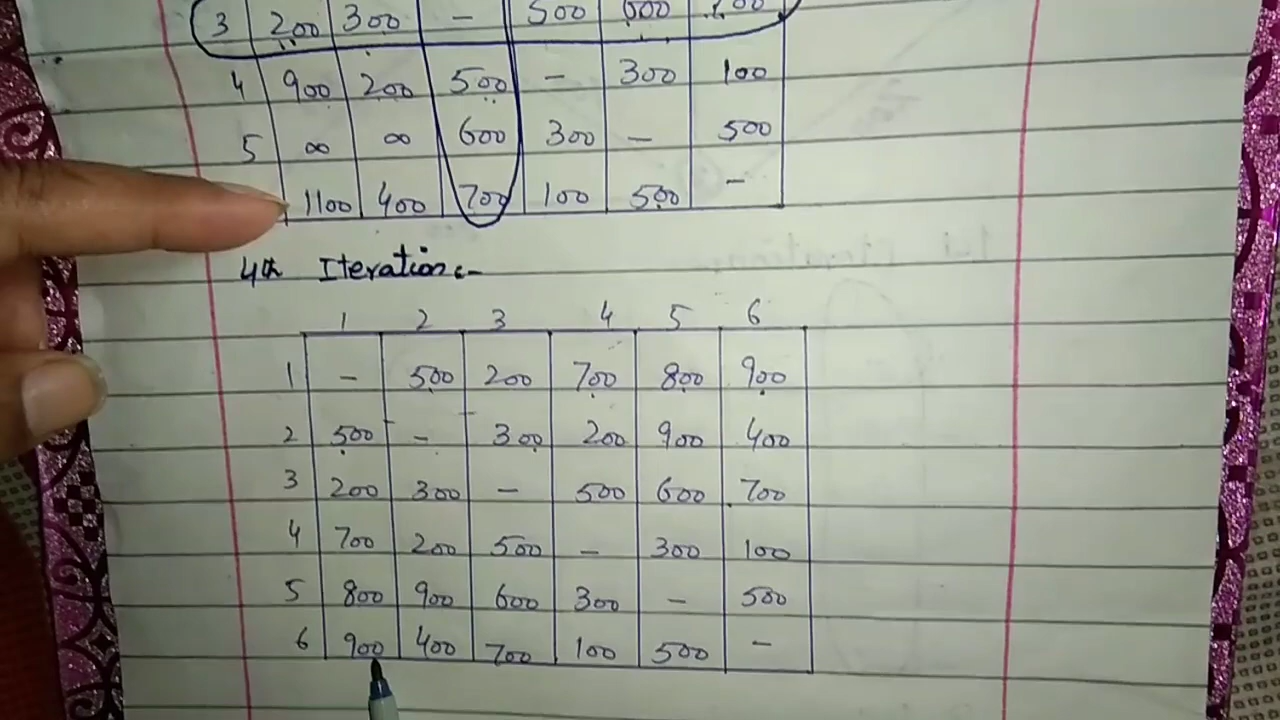 3 200 300 - 500 600
4 900 200 500 - 300 100
5 ∞ ∞ 600 300 - 500
1100 400 700 100 500 -
4th Iteration:-
1 2 3 4 5 6
1 - 500 200 700 800 900
2 500 - 300 200 900 400
3 200 300 - 500 600 700
4 700 200 500 - 300 100
5 800 900 600 300 - 500
6 900 400 700 100 500 -